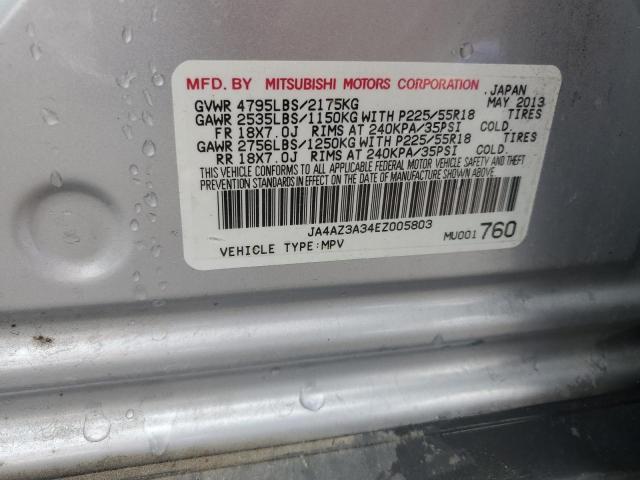 MFD. BY MITSUBISHI MOTORS CORPORATION JAPAN
GVWR 4795LBS/2175KG MAY 2013
GAWR 2535LBS/1150KG WITH P225/55R18 TIRES
FR 18X7.0J RIMS AT 240KPA/35PSI COLD.
GAWR 2756LBS/1250KG WITH P225/55R18 TIRES
RR 18X7.0J RIMS AT 240KPA/35PSI COLD.
THIS VEHICLE CONFORMS TO ALL APPLICABLE FEDERAL MOTOR VEHICLE SAFETY AND THEFT
PREVENTION STANDARDS IN EFFECT ON THE DATE OF MANUFACTURE SHOWN ABOVE.
JA4AZ3A34EZ005803
VEHICLE TYPE:MPV MU001760